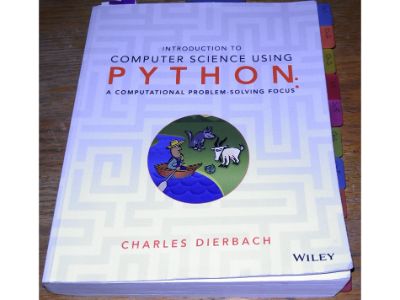 INTRODUCTION TO
COMPUTER SCIENCE USING
PYTHON:
A COMPUTATIONAL PROBLEM-SOLVING FOCUS
CHARLES DIERBACH
WILEY